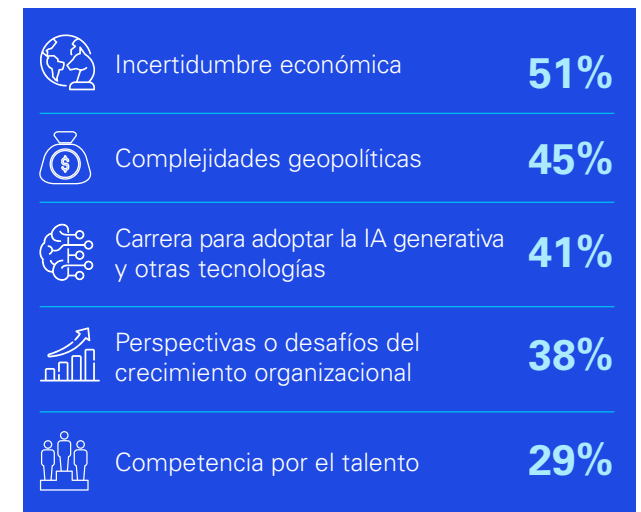 Incertidumbre económica
51%
$
Complejidades geopolíticas
45%
Carrera para adoptar la IA generativa
y otras tecnologías
41%
Perspectivas o desafíos del
crecimiento organizacional
38%
Competencia por el talento
29%